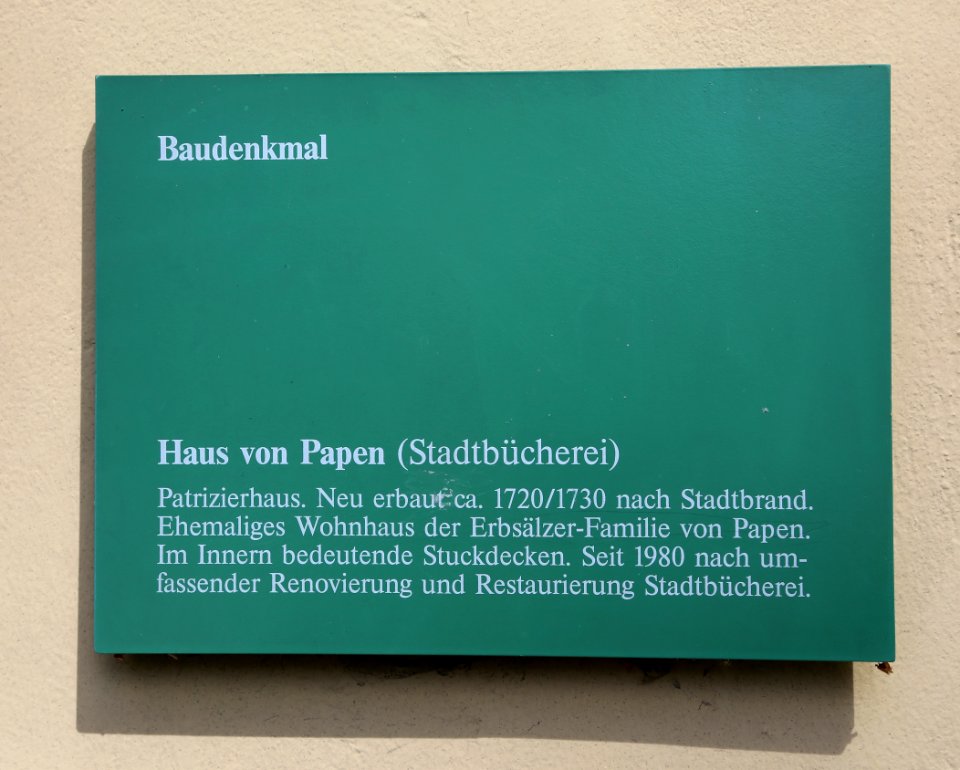 Baudenkmal
Haus von Papen (Stadtbücherei)
Patrizierhaus. Neu erbaut ca. 1720/1730 nach Stadtbrand.
Ehemaliges Wohnhaus der Erbsälzer-Familie von Papen.
Im Innern bedeutende Stuckdecken. Seit 1980 nach um-
fassender Renovierung und Restaurierung Stadtbücherei.